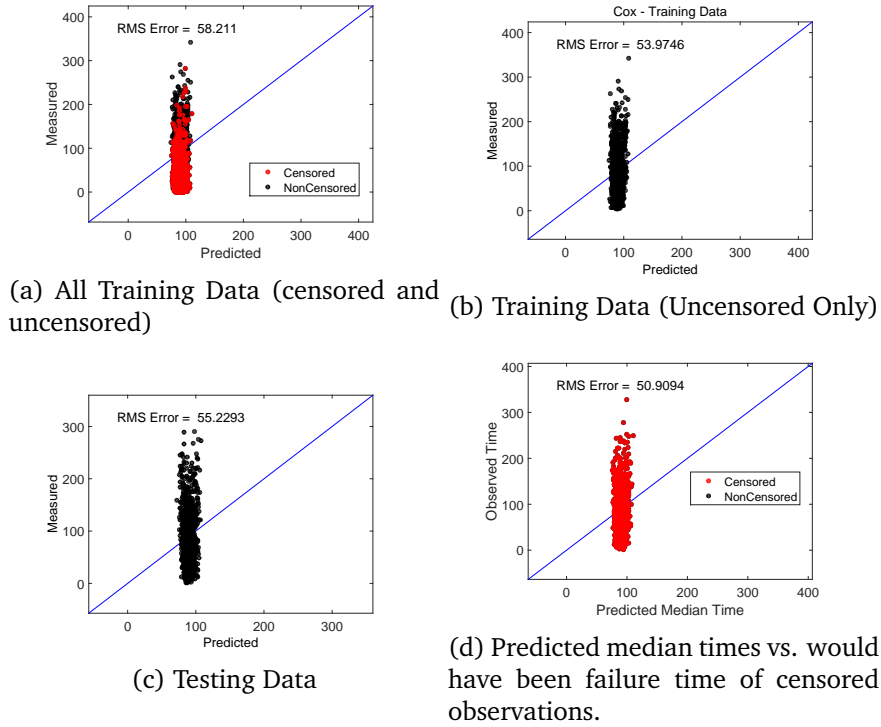 RMS Error = 58.211
400
300
200
100
0
Measured
Censored
NonCensored
0 100 200 300 400
Predicted
(a) All Training Data (censored and
uncensored)
Cox - Training Data
RMS Error = 53.9746
400
300
200
100
0
Measured
0 100 200 300 400
Predicted
(b) Training Data (Uncensored Only)
RMS Error = 55.2293
300
200
100
0
Measured
0 100 200 300
Predicted
(c) Testing Data
RMS Error = 50.9094
400
300
200
100
0
Observed Time
Censored
NonCensored
0 100 200 300 400
Predicted Median Time
(d) Predicted median times vs. would
have been failure time of censored
observations.